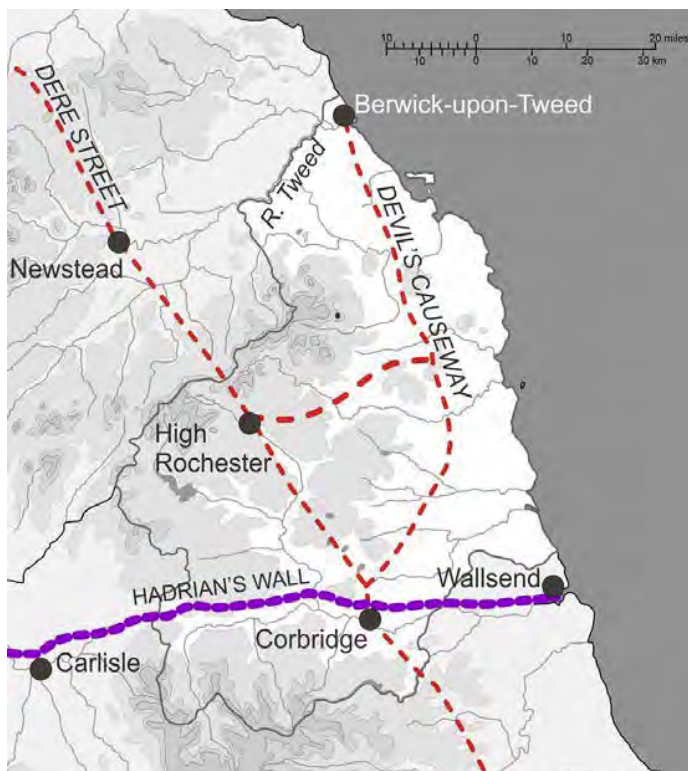 10 0 10 20 miles
10 0 10 20 30 km
DERE STREET
Berwick-upon-Tweed
R. Tweed
DEVIL'S CAUSEWAY
Newstead
High
Rochester
HADRIAN'S WALL
Wallsend
Corbridge
Carlisle